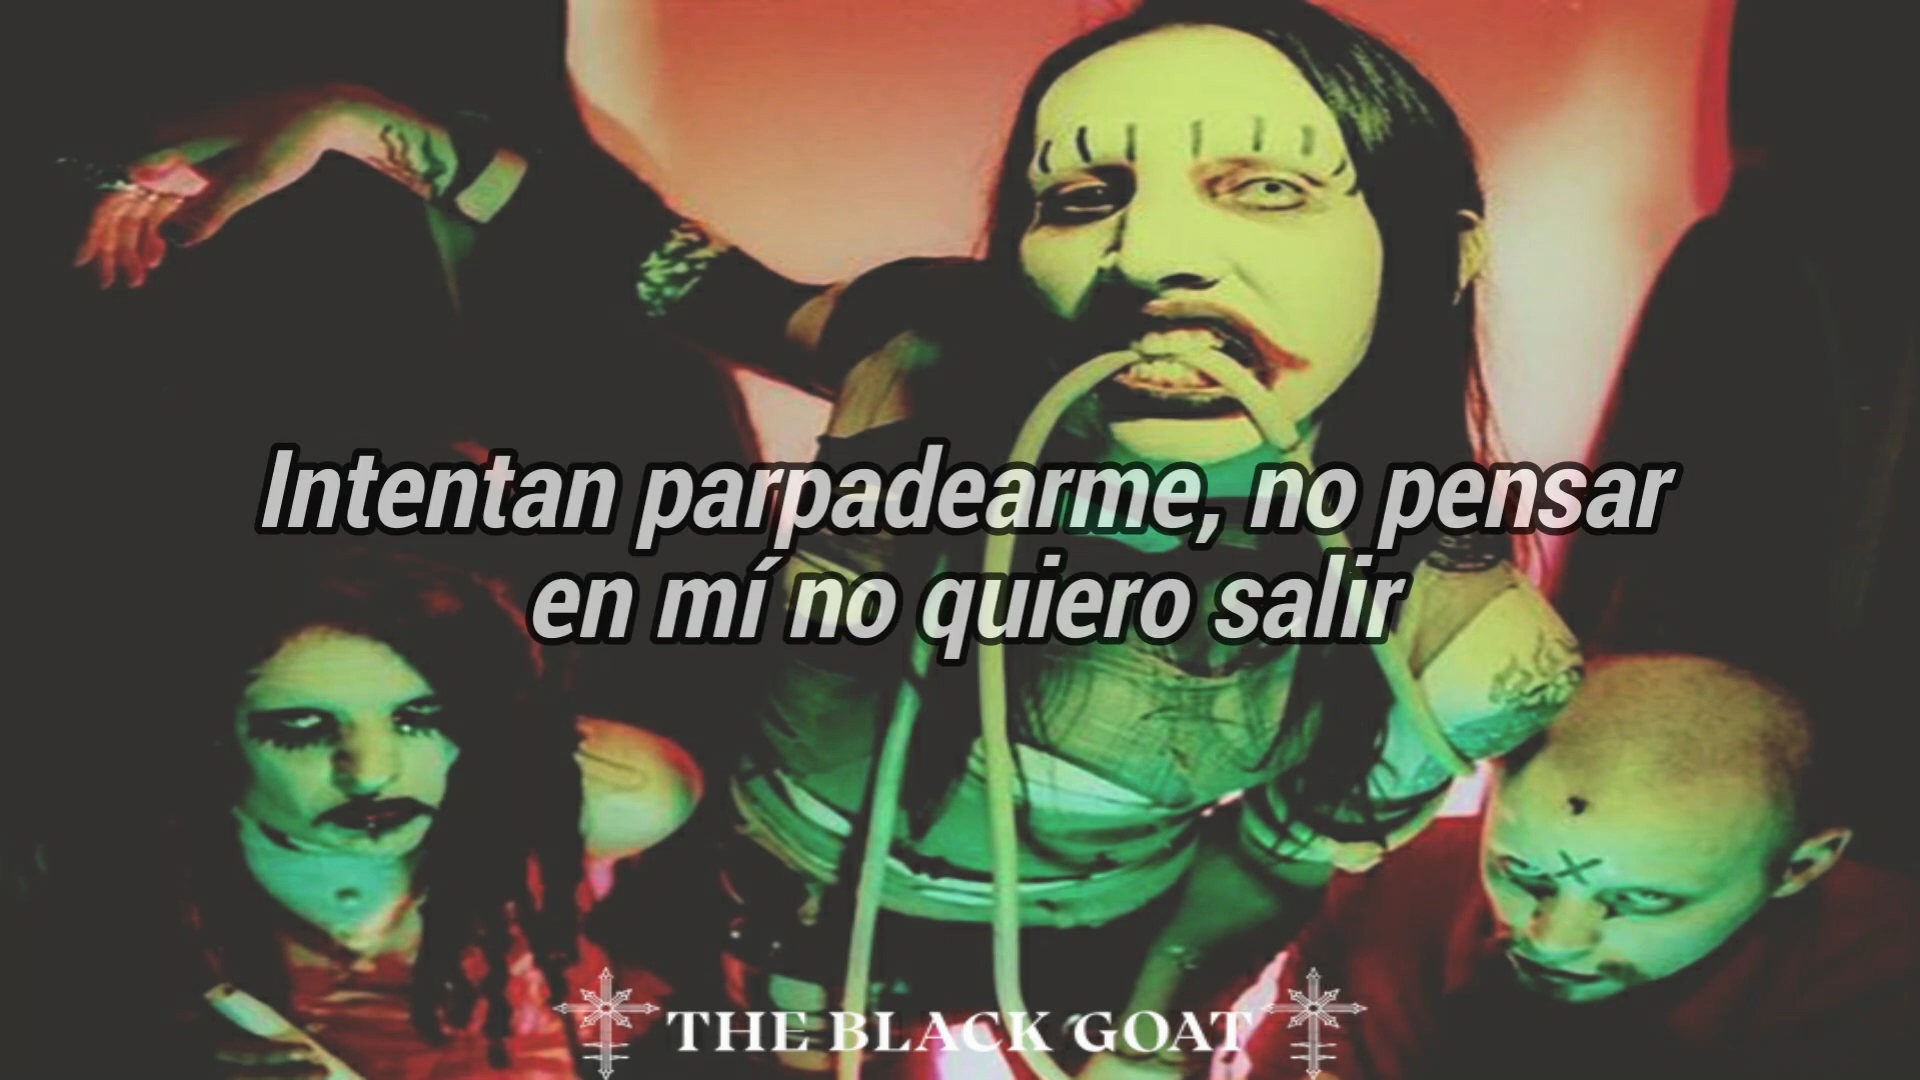 Intentan parpadearme, no pensar
en mí no quiero salir
THE BLACK GOAT